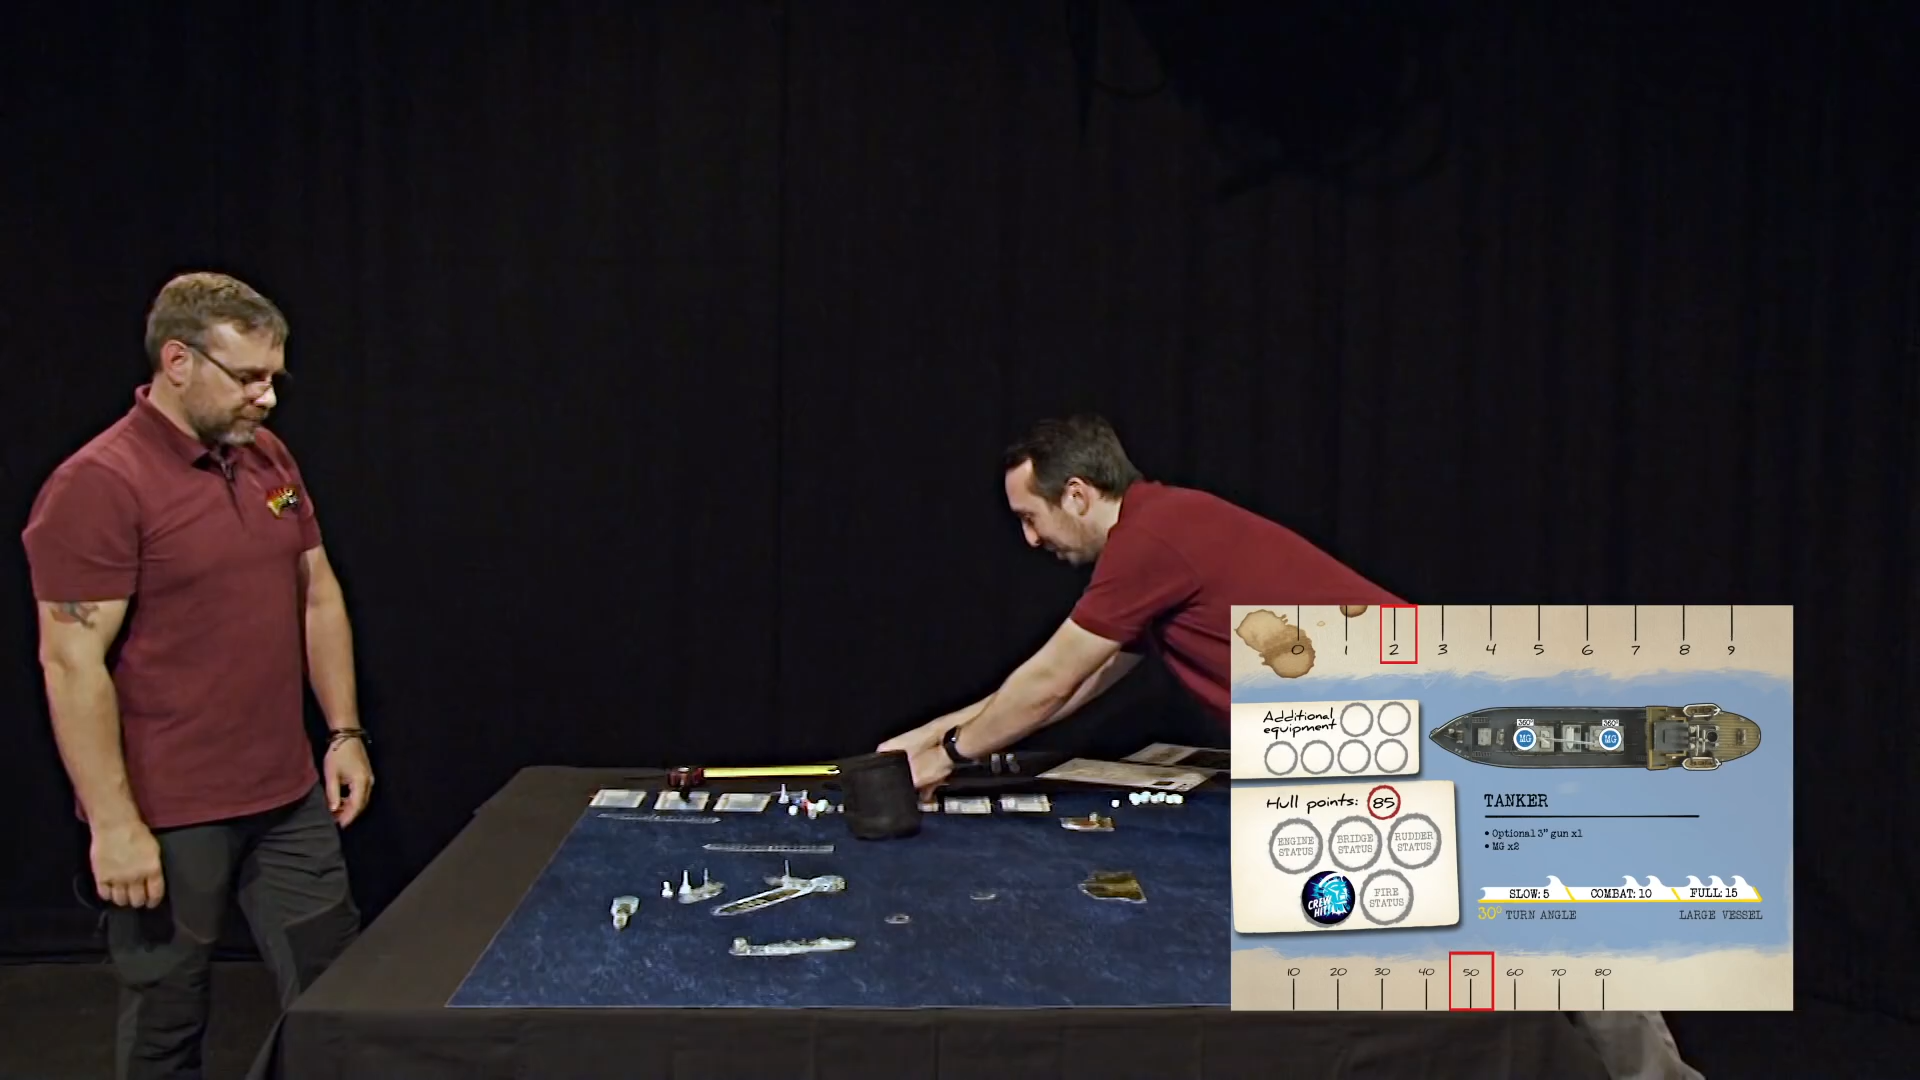 0 1 2 3 4 5 6 7 8 9
Additional
equipment
360° 360°
MG MG
Hull points: 85
ENGINE
STATUS
BRIDGE
STATUS
RUDDER
STATUS
CREW
HIT!
FIRE
STATUS
TANKER
• Optional 3" gun x1
• MG x2
SLOW: 5 COMBAT: 10 FULL: 15
30° TURN ANGLE LARGE VESSEL
10 20 30 40 50 60 70 80